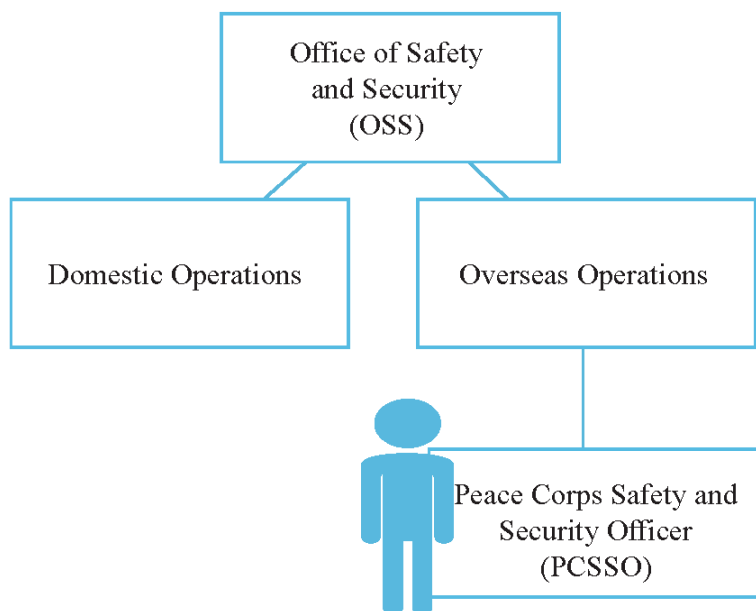 Office of Safety
and Security
(OSS)
Domestic Operations
Overseas Operations
Peace Corps Safety and
Security Officer
(PCSSO)